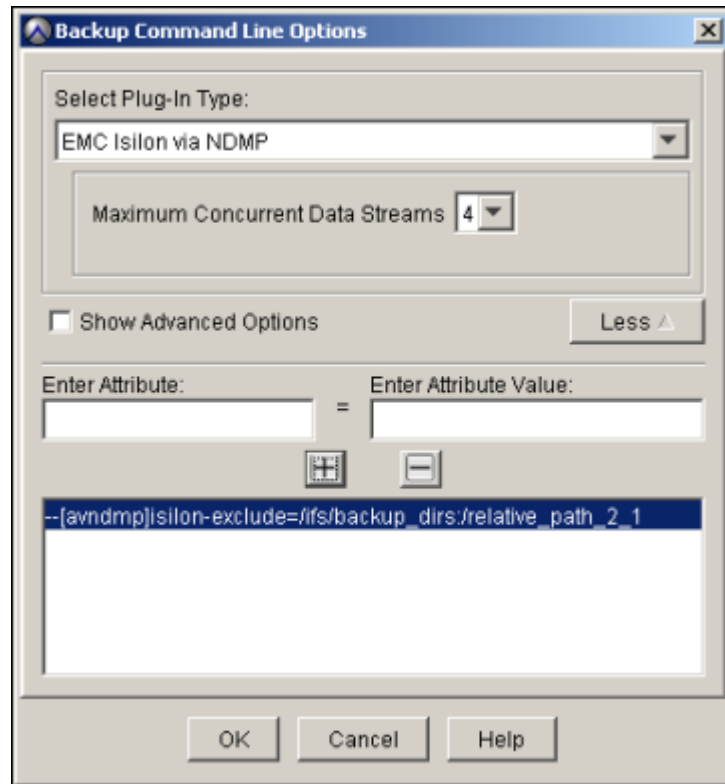 Backup Command Line Options
Select Plug-In Type:
EMC Isilon via NDMP
Maximum Concurrent Data Streams 4
Show Advanced Options
Less
Enter Attribute: Enter Attribute Value:
=
--[avndmp]isilon-exclude=/ifs/backup_dirs:/relative_path_2_1
OK Cancel Help